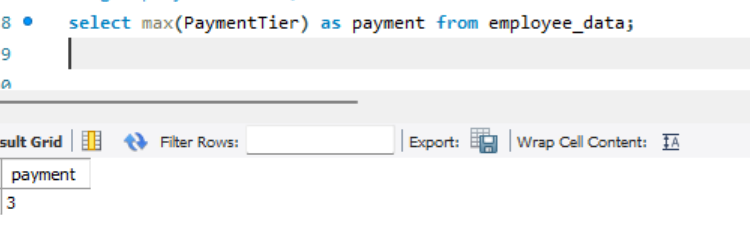 8 select max(PaymentTier) as payment from employee_data;
9
sult Grid Filter Rows: Export: Wrap Cell Content: IA
payment
3